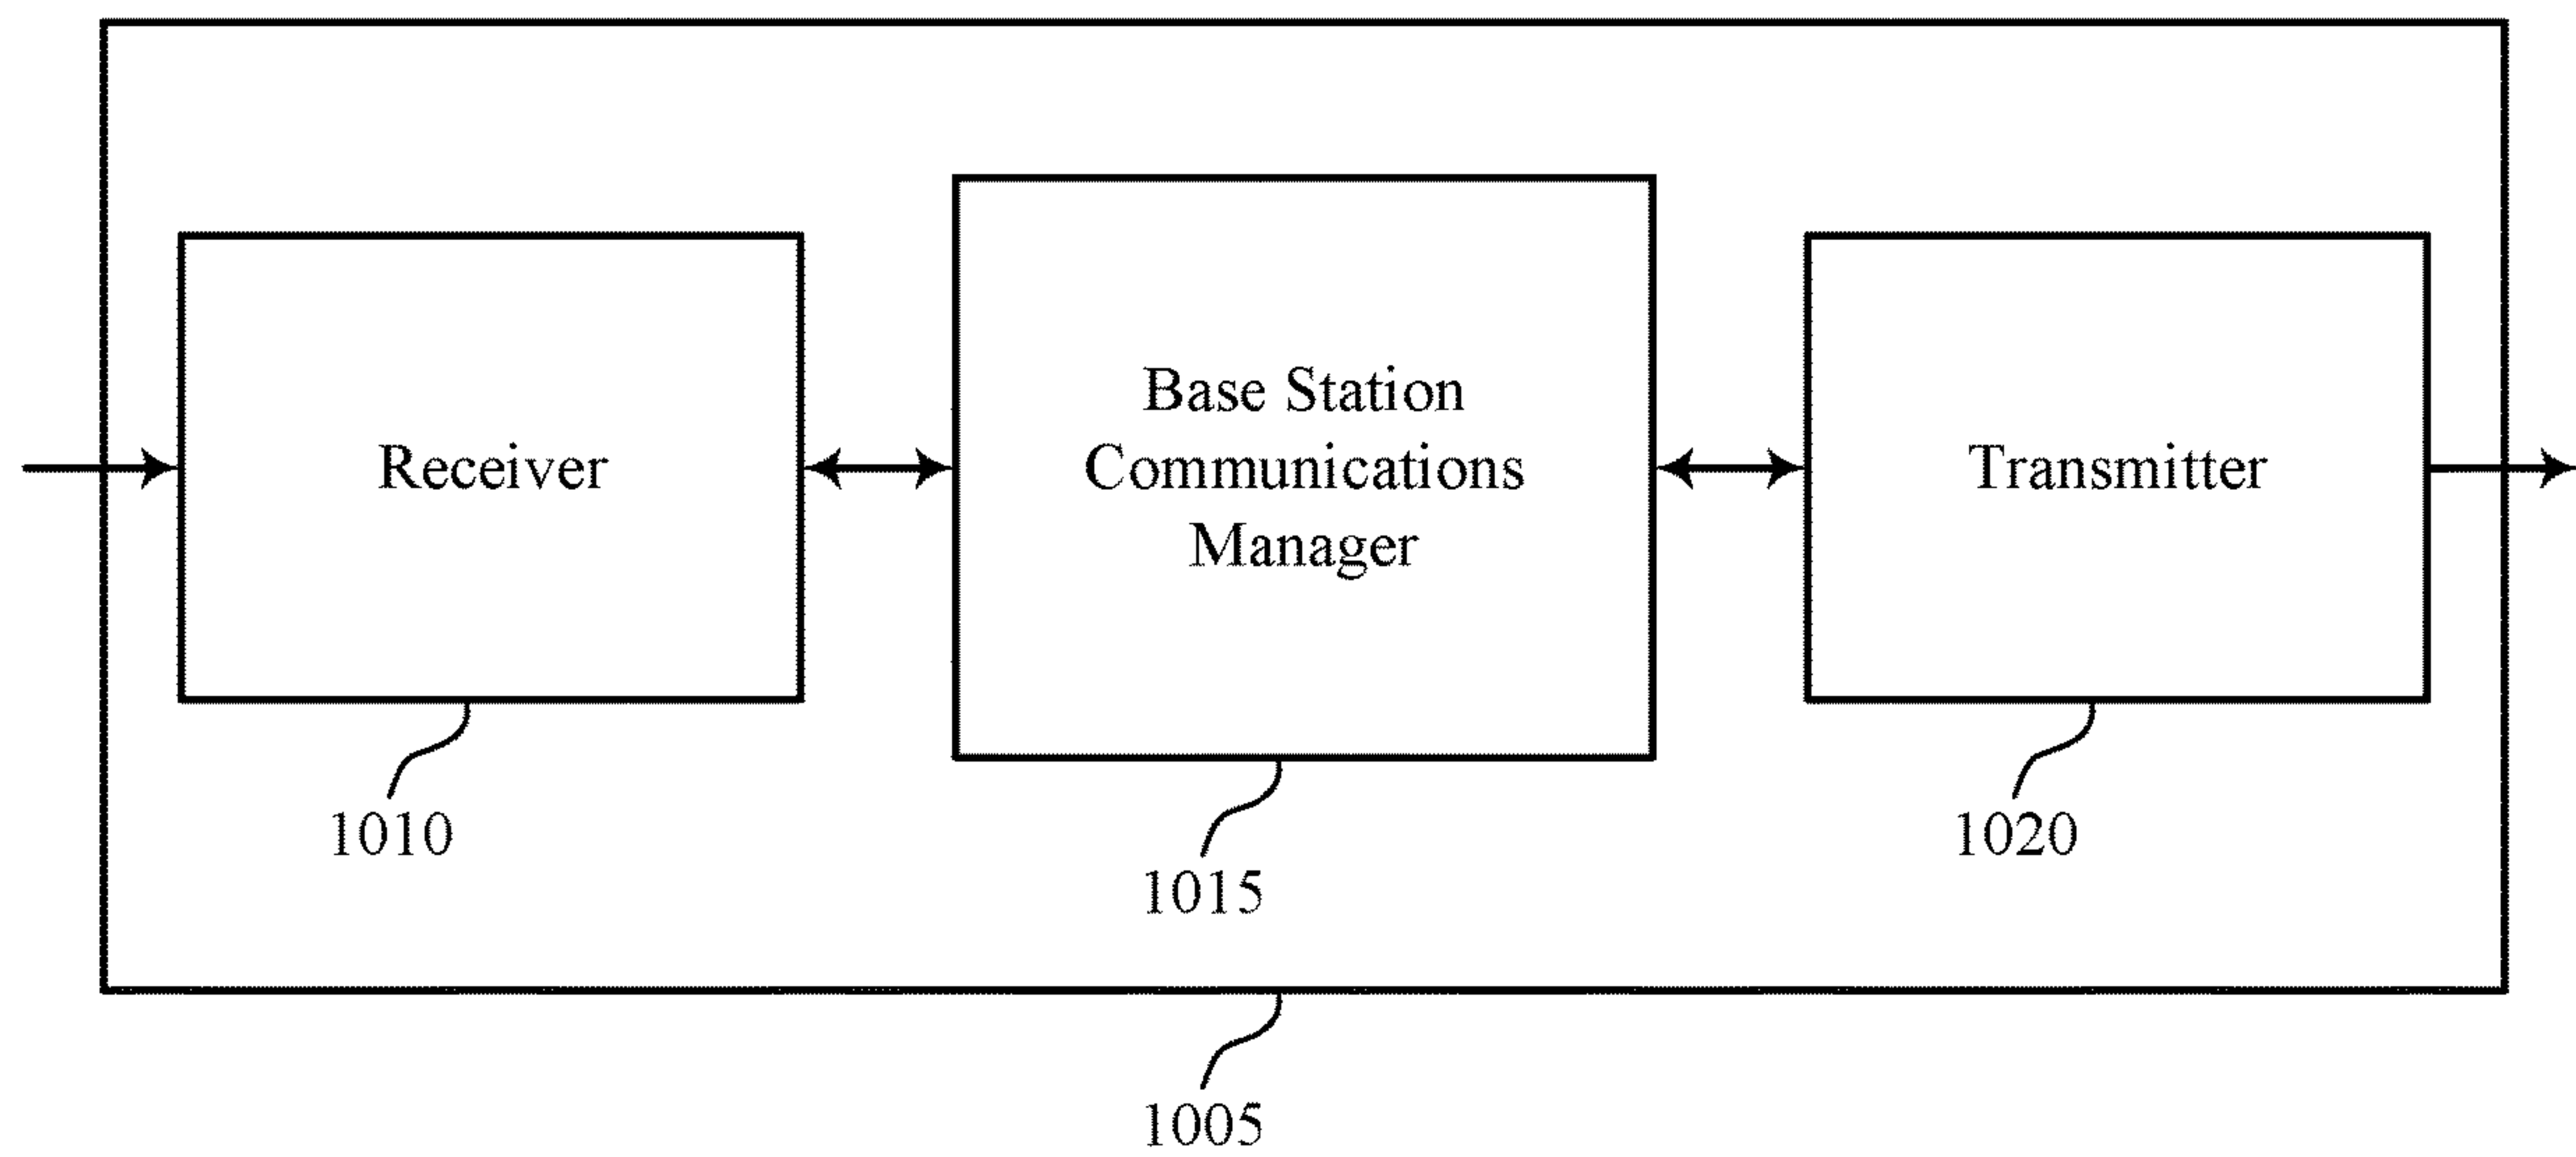 Receiver
Base Station
Communications
Manager
Transmitter
1010
1015
1020
1005